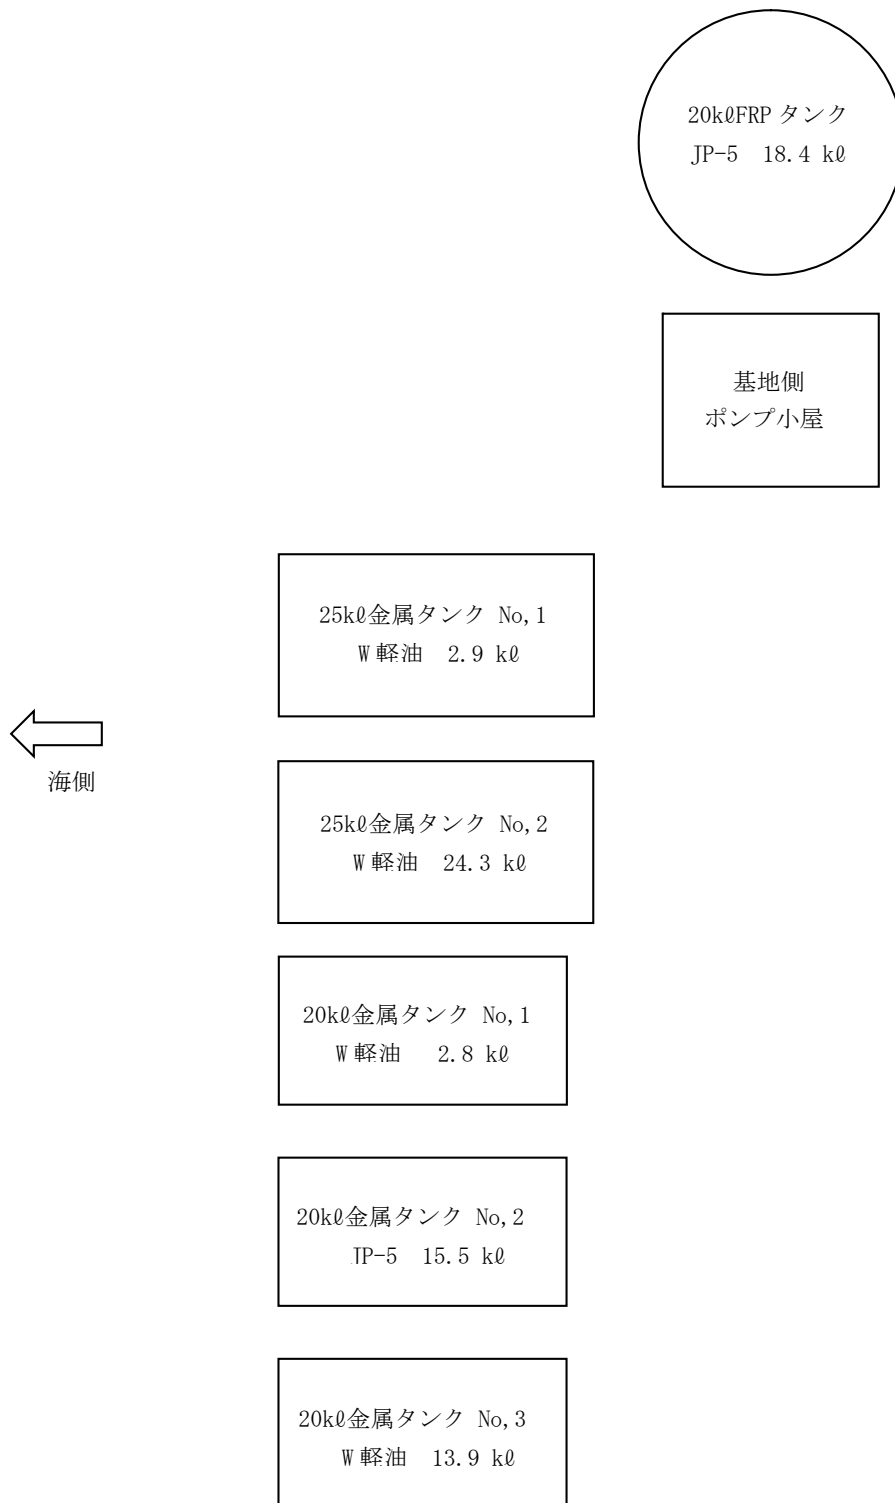 20kℓFRP タンク
JP-5 18.4 kℓ
基地側
ポンプ小屋
25kℓ金属タンク No,1
W軽油 2.9 kℓ
海側
25kℓ金属タンク No,2
W軽油 24.3 kℓ
20kℓ金属タンク No,1
W軽油 2.8 kℓ
20kℓ金属タンク No,2
JP-5 15.5 kℓ
20kℓ金属タンク No,3
W軽油 13.9 kℓ